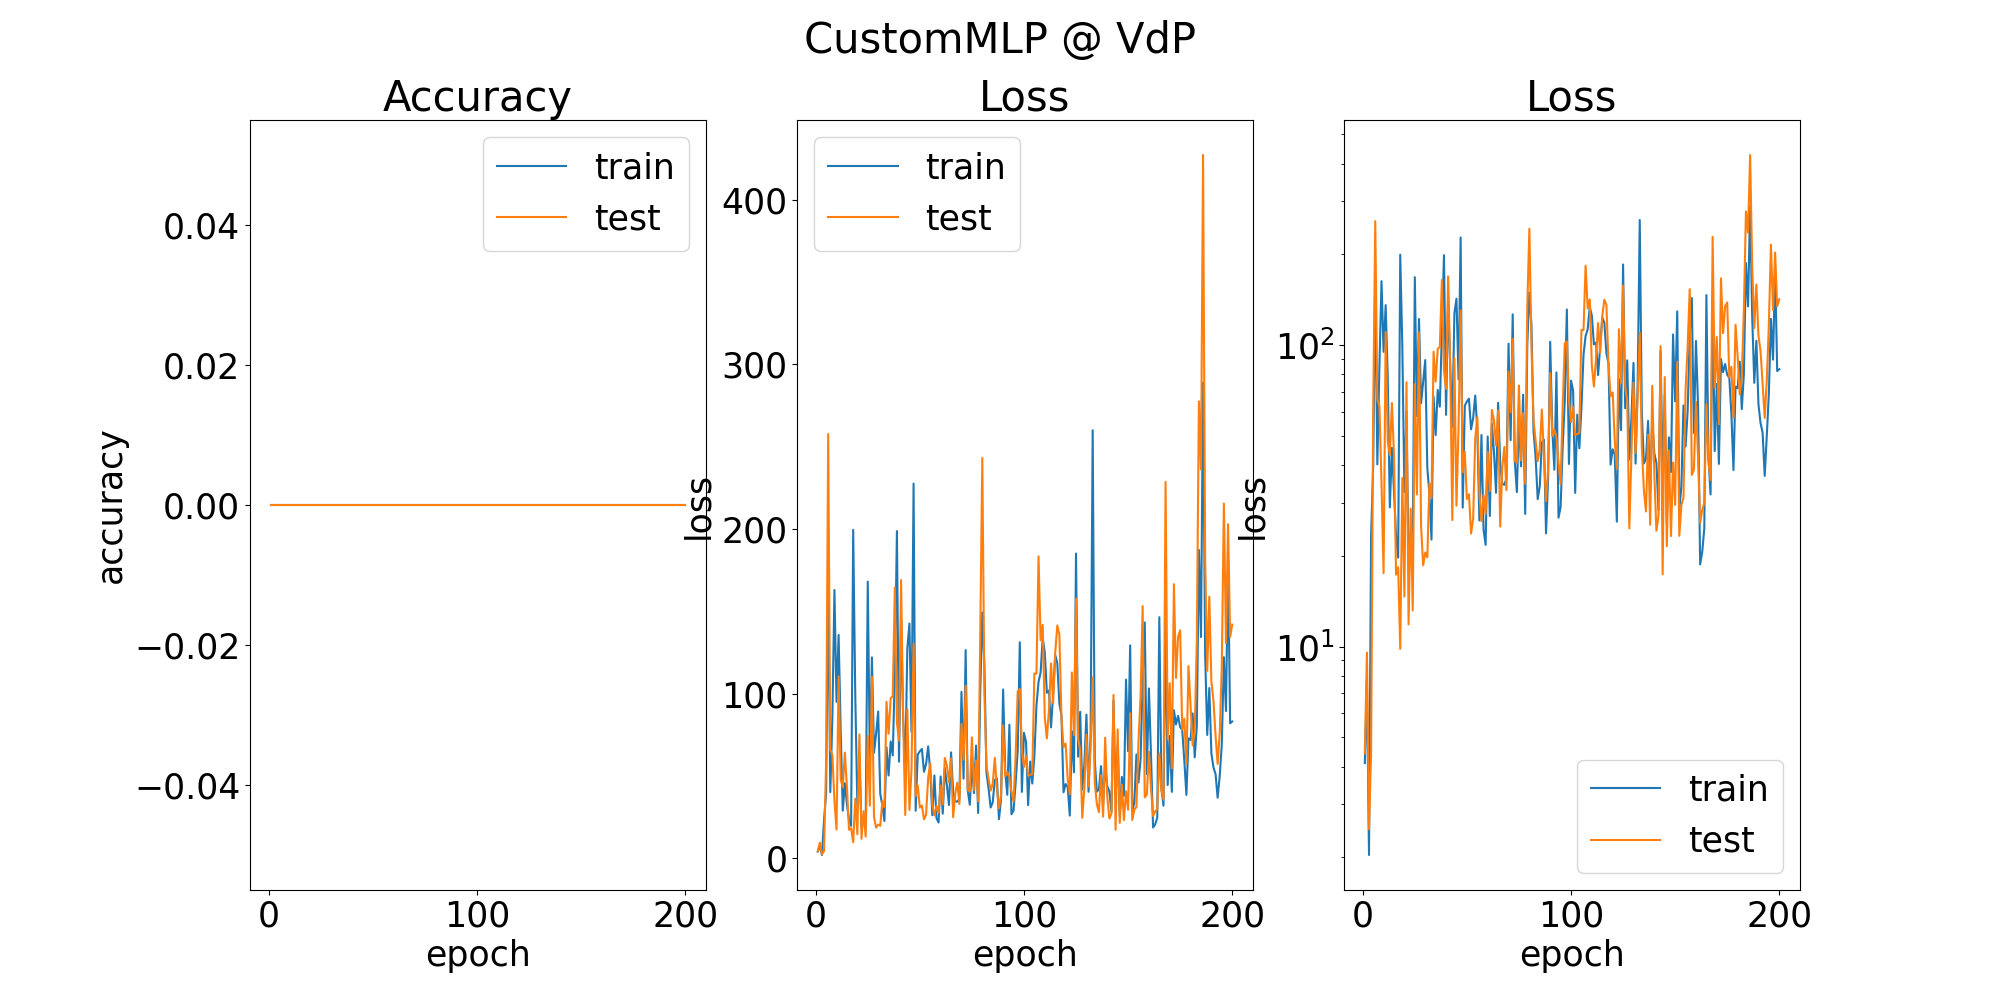 CustomMLP @ VdP
Accuracy
train
test
0.04
0.02
0.00
−0.02
−0.04
accuracy
0 100 200
epoch
Loss
train
test
400
300
200
100
0
loss
0 100 200
epoch
Loss
10²
10¹
loss
train
test
0 100 200
epoch